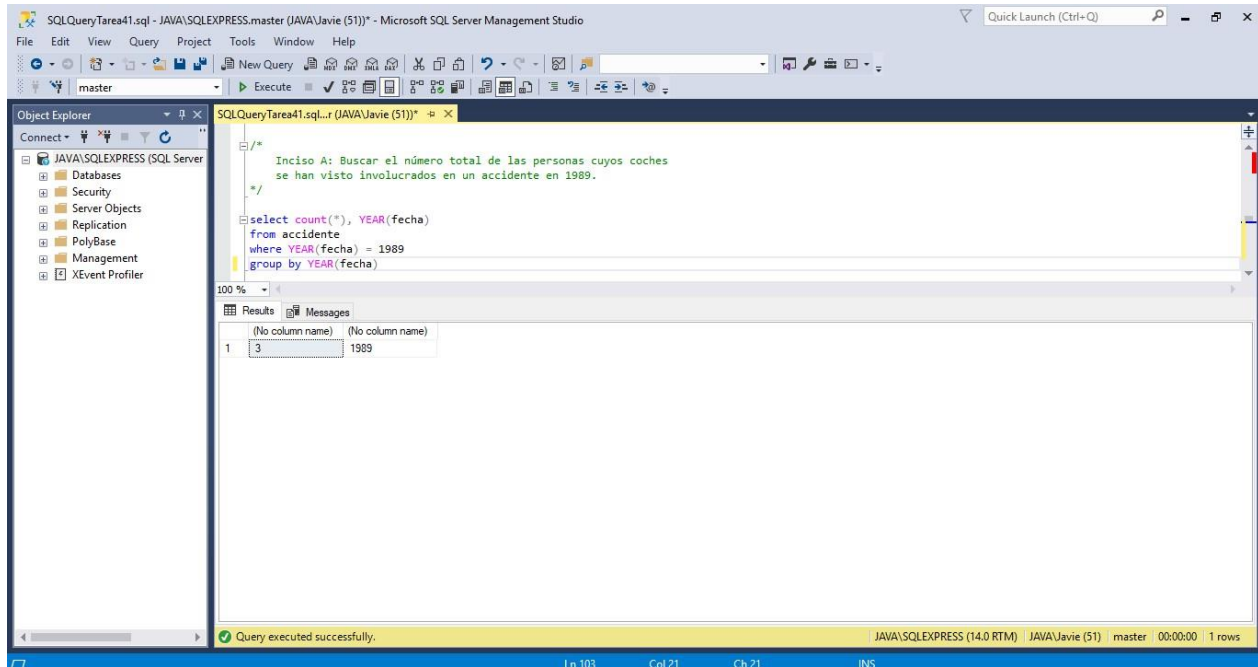 SQLQueryTarea41.sql - JAVA\SQLEXPRESS.master (JAVA\Javie (51))* - Microsoft SQL Server Management Studio
Quick Launch (Ctrl+Q)
File Edit View Query Project Tools Window Help
New Query
master
Execute
Object Explorer
SQLQueryTarea41.sql...r (JAVA\Javie (51))*
Connect
JAVA\SQLEXPRESS (SQL Server
Databases
Security
Server Objects
Replication
PolyBase
Management
XEvent Profiler
/*
Inciso A: Buscar el número total de las personas cuyos coches
se han visto involucrados en un accidente en 1989.
*/
select count(*), YEAR(fecha)
from accidente
where YEAR(fecha) = 1989
group by YEAR(fecha)
100 %
Results Messages
(No column name) (No column name)
1 3 1989
Query executed successfully.
JAVA\SQLEXPRESS (14.0 RTM) JAVA\Javie (51) master 00:00:00 1 rows
Ln 103 Col 21 Ch 21 INS